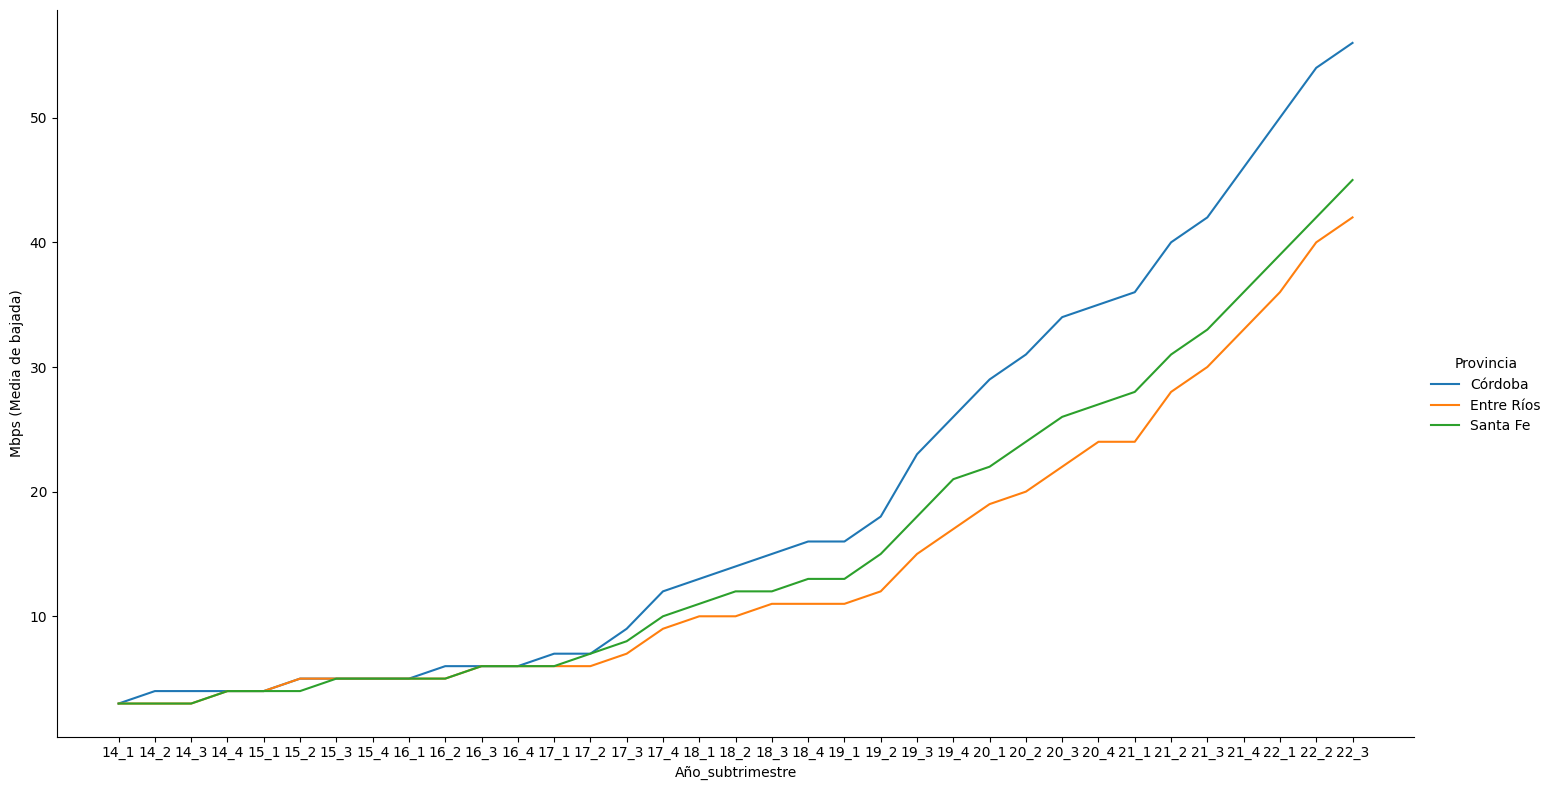 50
40
30
20
10
Mbps (Media de bajada)
14_1 14_2 14_3 14_4 15_1 15_2 15_3 15_4 16_1 16_2 16_3 16_4 17_1 17_2 17_3 17_4 18_1 18_2 18_3 18_4 19_1 19_2 19_3 19_4 20_1 20_2 20_3 20_4 21_1 21_2 21_3 21_4 22_1 22_2 22_3
Año_subtrimestre
Provincia
Córdoba
Entre Ríos
Santa Fe